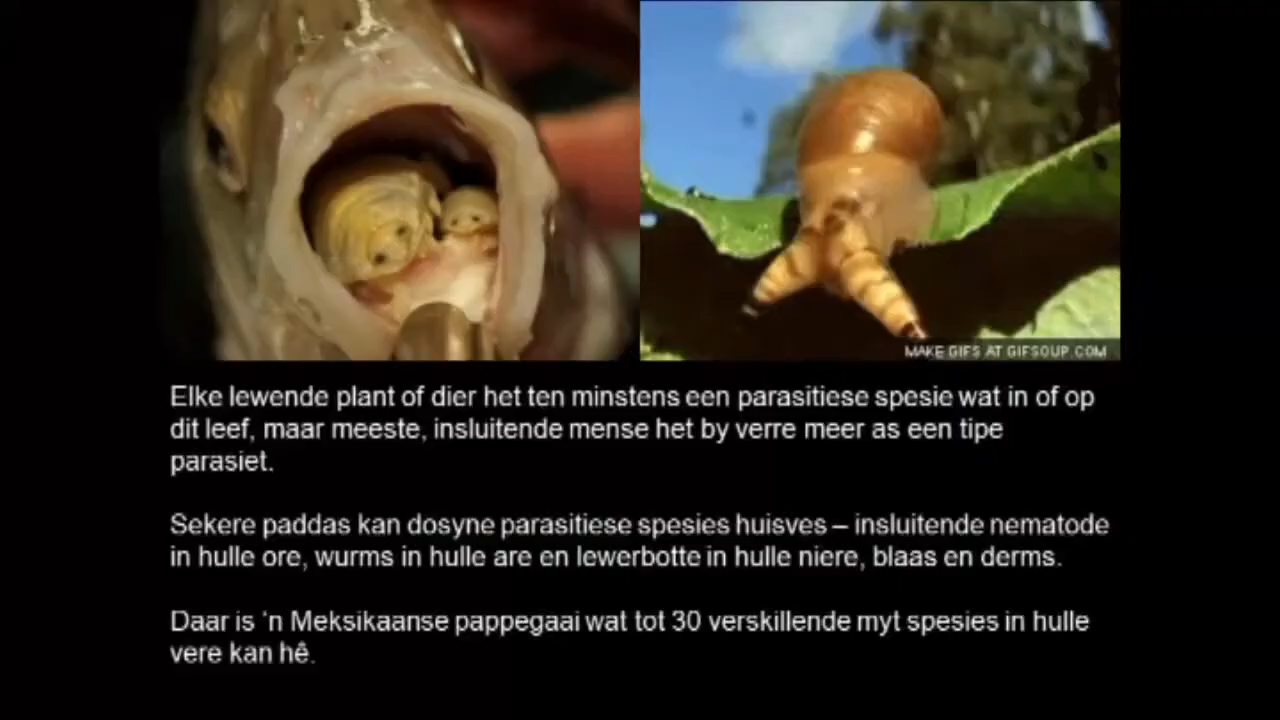 MAKE GIFS AT GIFSOUP.COM
Elke lewende plant of dier het ten minstens een parasitiese spesie wat in of op
dit leef, maar meeste, insluitende mense het by verre meer as een tipe
parasiet.
Sekere paddas kan dosyne parasitiese spesies huisves – insluitende nematode
in hulle ore, wurms in hulle are en lewerbotte in hulle niere, blaas en derms.
Daar is ‘n Meksikaanse pappegaai wat tot 30 verskillende myt spesies in hulle
vere kan hê.